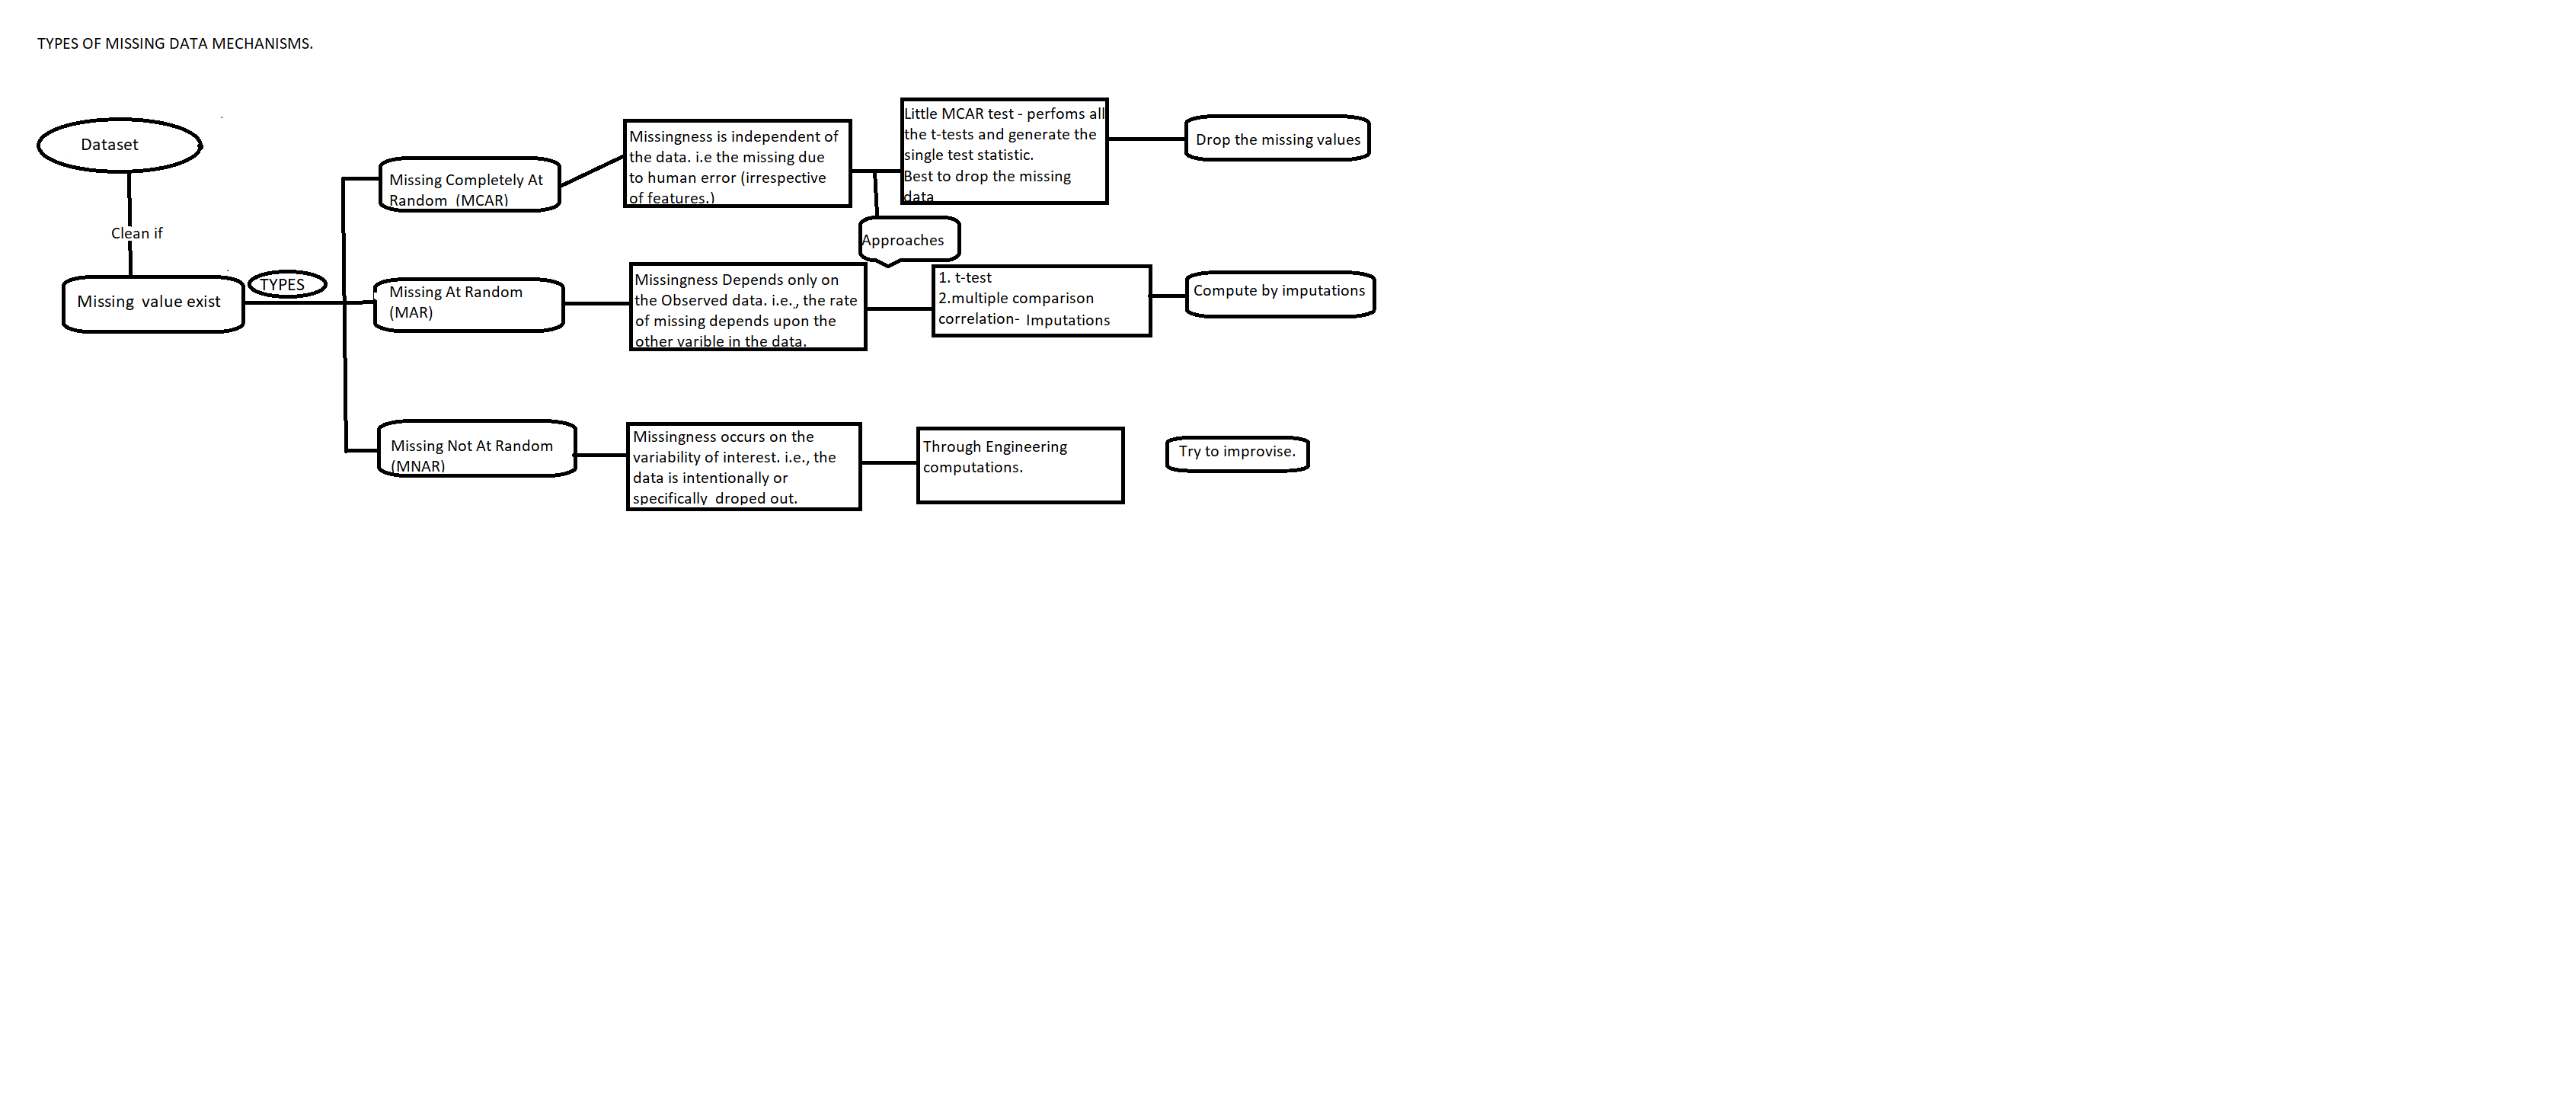 TYPES OF MISSING DATA MECHANISMS.
Dataset
Clean if
Missing value exist
TYPES
Missing Completely At
Random (MCAR)
Missingness is independent of
the data. i.e the missing due
to human error (irrespective
of features.)
Little MCAR test - perfoms all
the t-tests and generate the
single test statistic.
Best to drop the missing
data
Drop the missing values
Approaches
Missing At Random
(MAR)
Missingness Depends only on
the Observed data. i.e., the rate
of missing depends upon the
other varible in the data.
1. t-test
2.multiple comparison
correlation- Imputations
Compute by imputations
Missing Not At Random
(MNAR)
Missingness occurs on the
variability of interest. i.e., the
data is intentionally or
specifically droped out.
Through Engineering
computations.
Try to improvise.